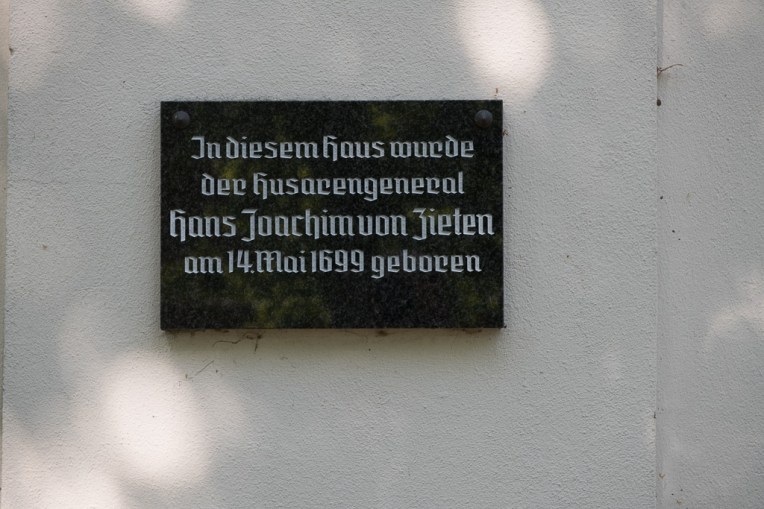 In diesem Haus wurde
der Husarengeneral
Hans Joachim von Zieten
am 14. Mai 1699 geboren